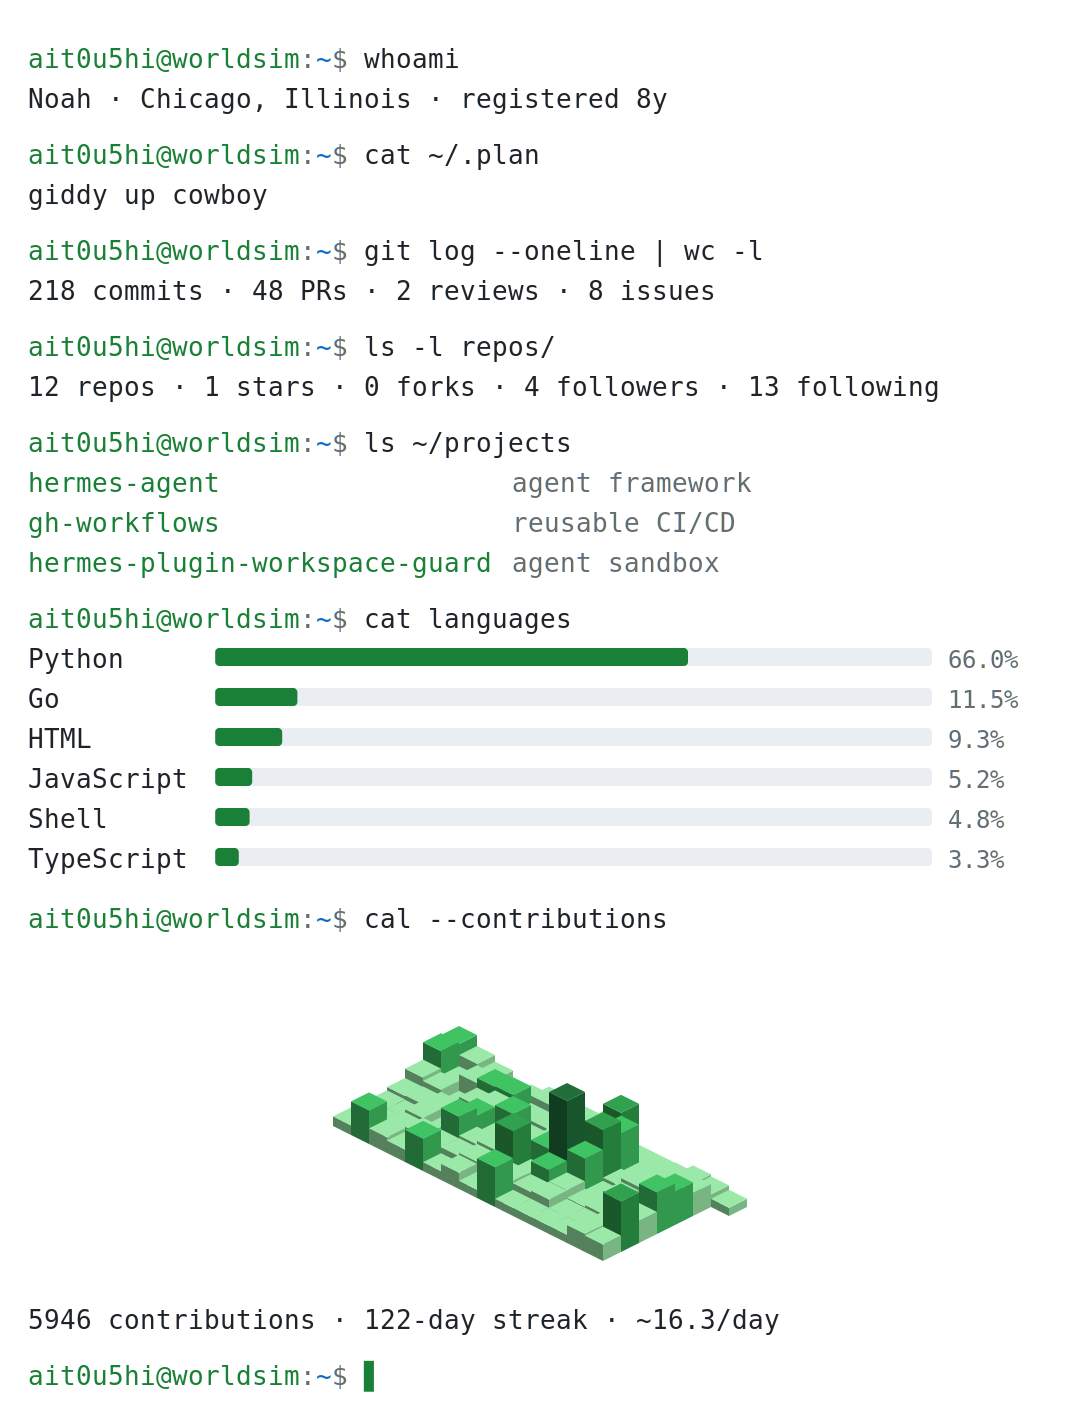 ait0u5hi@worldsim:~$ whoami
Noah · Chicago, Illinois · registered 8y
ait0u5hi@worldsim:~$ cat ~/.plan
giddy up cowboy
ait0u5hi@worldsim:~$ git log --oneline | wc -l
218 commits · 48 PRs · 2 reviews · 8 issues
ait0u5hi@worldsim:~$ ls -l repos/
12 repos · 1 stars · 0 forks · 4 followers · 13 following
ait0u5hi@worldsim:~$ ls ~/projects
hermes-agent agent framework
gh-workflows reusable CI/CD
hermes-plugin-workspace-guard agent sandbox
ait0u5hi@worldsim:~$ cat languages
Python 66.0%
Go 11.5%
HTML 9.3%
JavaScript 5.2%
Shell 4.8%
TypeScript 3.3%
ait0u5hi@worldsim:~$ cal --contributions
5946 contributions · 122-day streak · ~16.3/day
ait0u5hi@worldsim:~$